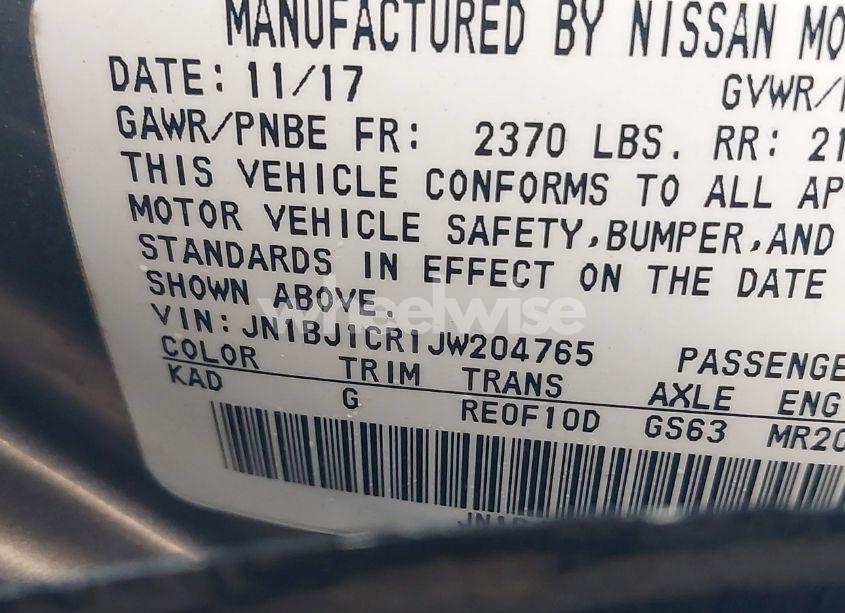 MANUFACTURED BY NISSAN MO
DATE: 11/17 GVWR/
GAWR/PNBE FR: 2370 LBS. RR: 21
THIS VEHICLE CONFORMS TO ALL AP
MOTOR VEHICLE SAFETY, BUMPER, AND
STANDARDS IN EFFECT ON THE DATE
SHOWN ABOVE.
wheelwise
VIN: JN1BJ1CR1JW204765 PASSENGE
COLOR TRIM TRANS AXLE ENG
KAD G RE0F10D GS63 MR20